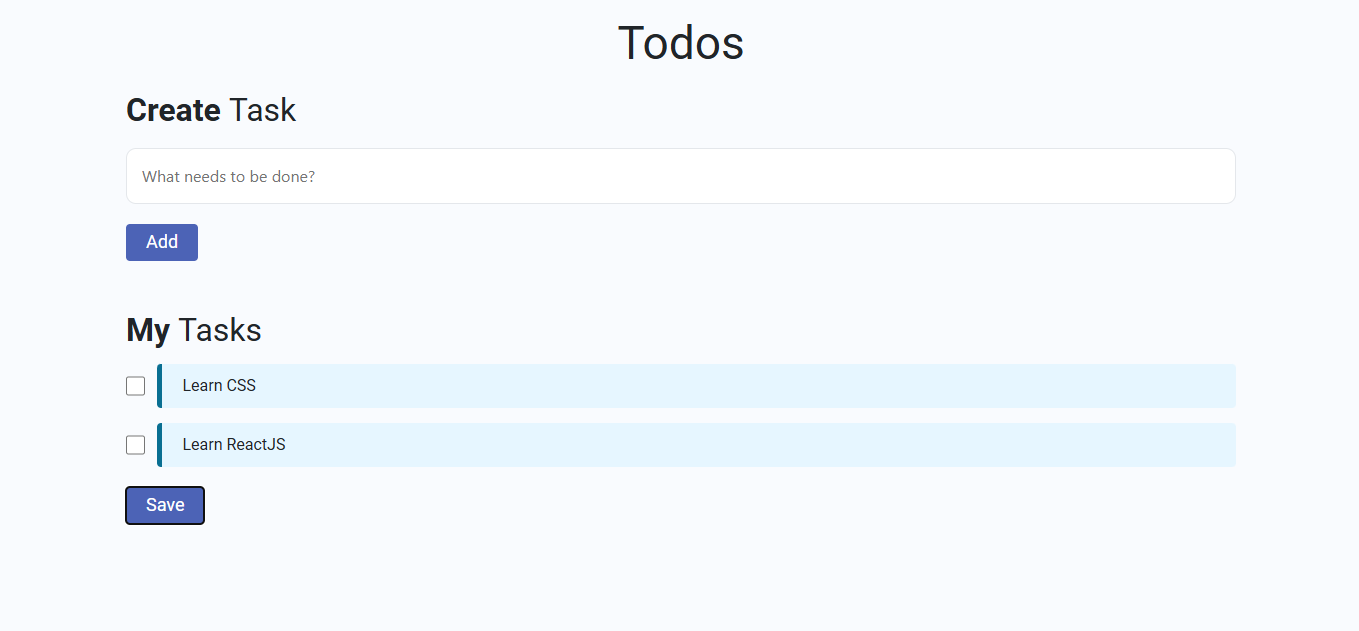 Todos
Create Task
What needs to be done?
Add
My Tasks
Learn CSS
Learn ReactJS
Save